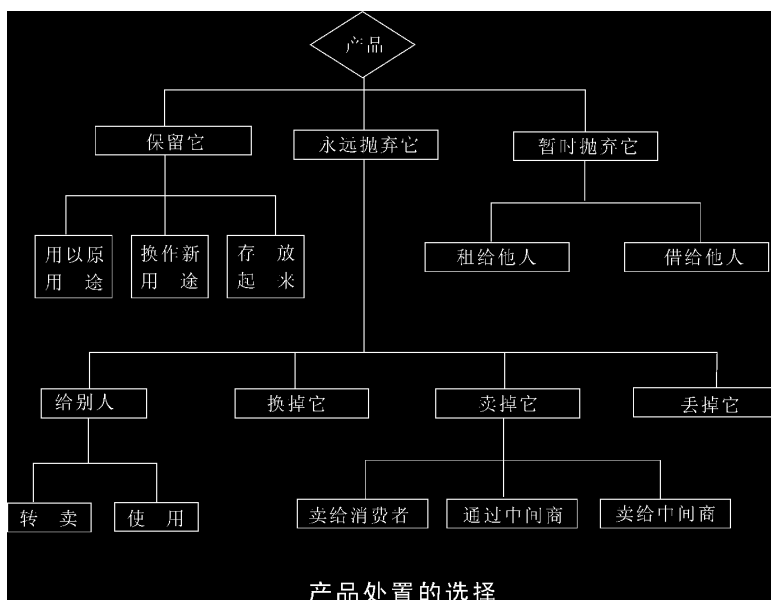 产品
保留它
永远抛弃它
暂时抛弃它
用以原
用途
换作新
用途
存放
起来
租给他人
借给他人
给别人
换掉它
卖掉它
丢掉它
转卖
使用
卖给消费者
通过中间商
卖给中间商
产品处置的选择